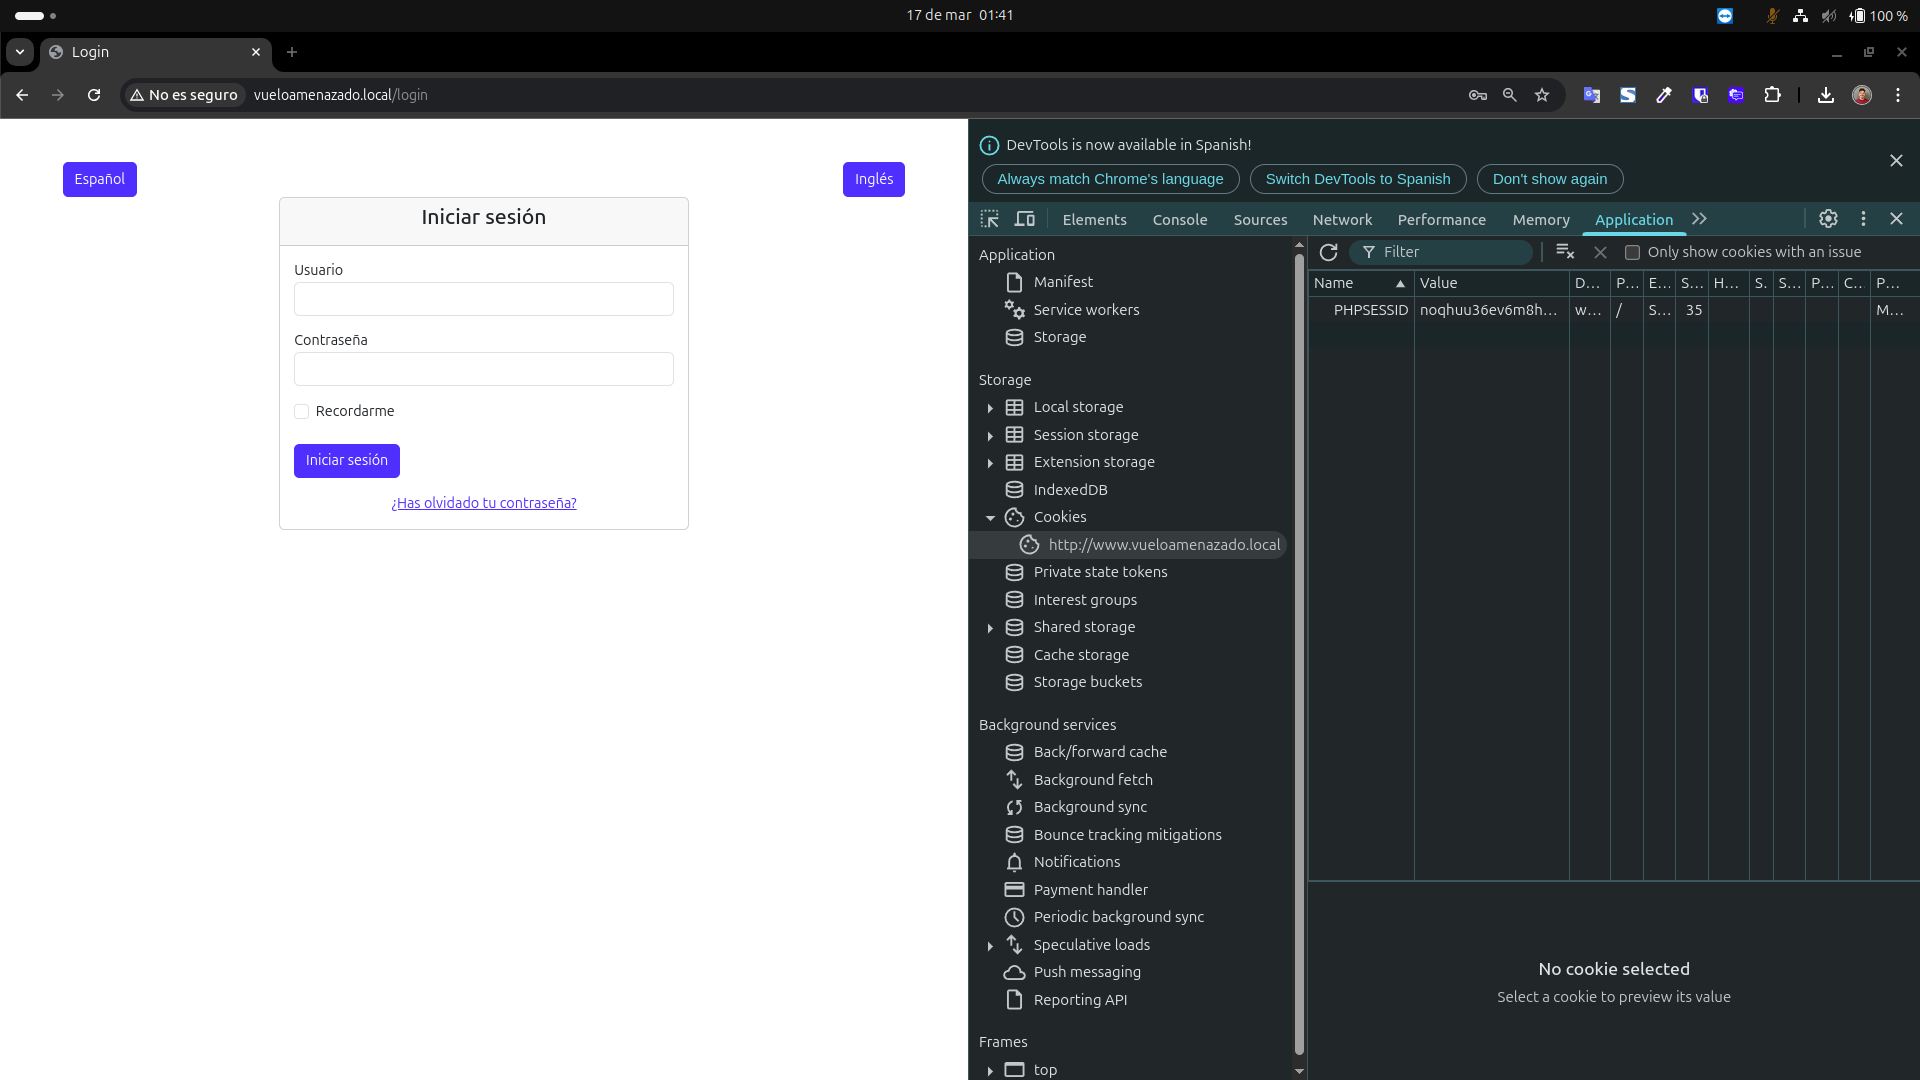 17 de mar 01:41
100 %
Login
No es seguro
vueloamenazado.local/login
Español
Inglés
Iniciar sesión
Usuario
Contraseña
Recordarme
Iniciar sesión
¿Has olvidado tu contraseña?
DevTools is now available in Spanish!
Always match Chrome's language
Switch DevTools to Spanish
Don't show again
Elements Console Sources Network Performance Memory Application
Application
Manifest
Service workers
Storage
Storage
Local storage
Session storage
Extension storage
IndexedDB
Cookies
http://www.vueloamenazado.local
Private state tokens
Interest groups
Shared storage
Cache storage
Storage buckets
Background services
Back/forward cache
Background fetch
Background sync
Bounce tracking mitigations
Notifications
Payment handler
Periodic background sync
Speculative loads
Push messaging
Reporting API
Frames
top
Filter
Only show cookies with an issue
Name Value D... P... E... S... H... S. S... P... C... P...
PHPSESSID noqhuu36ev6m8h... w... / S... 35 M...
No cookie selected
Select a cookie to preview its value